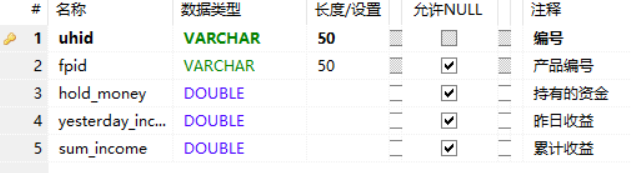 # 名称 数据类型 长度/设置 允许NULL 注释
1 uhid VARCHAR 50 编号
2 fpid VARCHAR 50 产品编号
3 hold_money DOUBLE 持有的资金
4 yesterday_inc... DOUBLE 昨日收益
5 sum_income DOUBLE 累计收益